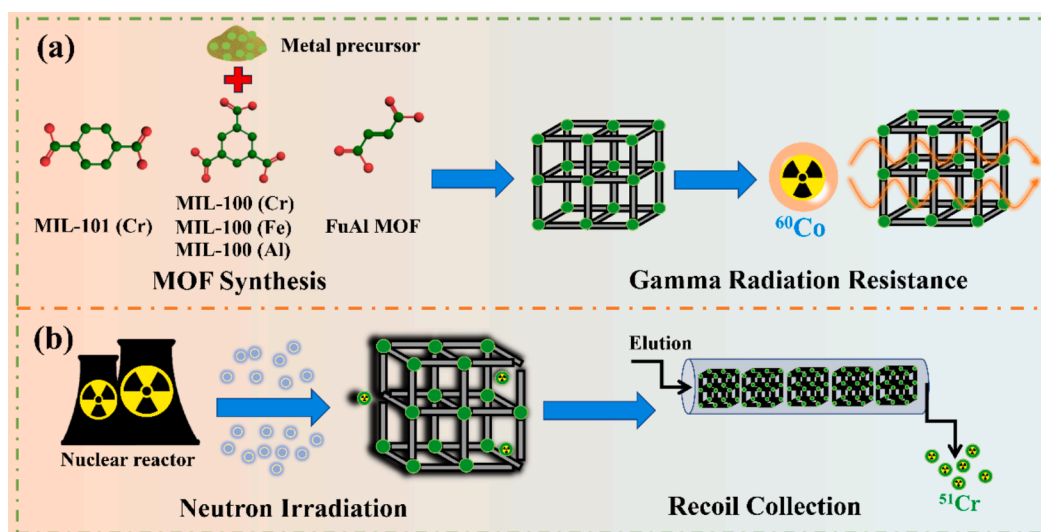 (a)
Metal precursor
MIL-101 (Cr)
MIL-100 (Cr)
MIL-100 (Fe)
MIL-100 (Al)
FuAl MOF
MOF Synthesis
60Co
Gamma Radiation Resistance
(b)
Nuclear reactor
Neutron Irradiation
Elution
Recoil Collection
51Cr